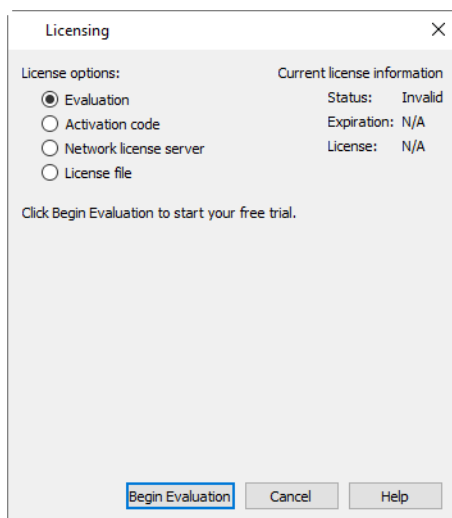 Licensing
License options:
Current license information
Evaluation
Status: Invalid
Activation code
Expiration: N/A
Network license server
License: N/A
License file
Click Begin Evaluation to start your free trial.
Begin Evaluation
Cancel
Help